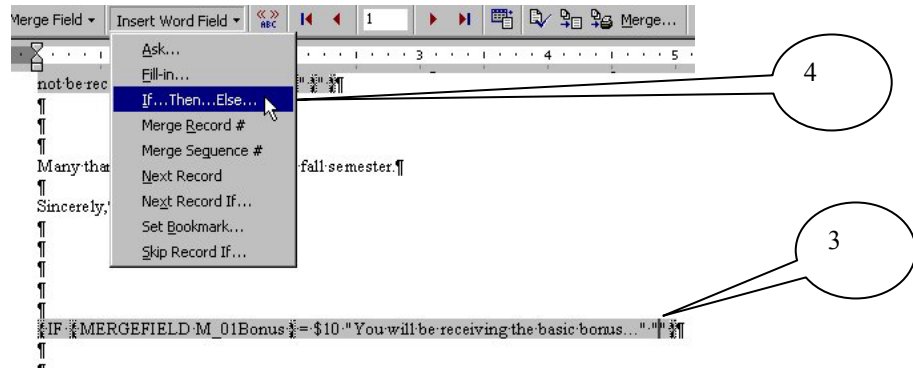 Merge Field Insert Word Field « » ABC 1 Merge...
3 5
Ask...
4
Fill-in...
not·be·rec "·"·"·¶
If...Then...Else...
¶
Merge Record #
¶
¶
Merge Sequence #
Many·than fall·semester.¶
Next Record
¶
Next Record If...
Sincerely,
Set Bookmark...
¶
Skip Record If...
¶
3
¶
¶
¶
IF·MERGEFIELD·M_01Bonus·=·$10·"You·will·be·receiving·the·basic·bonus..."·""·¶
¶
¶